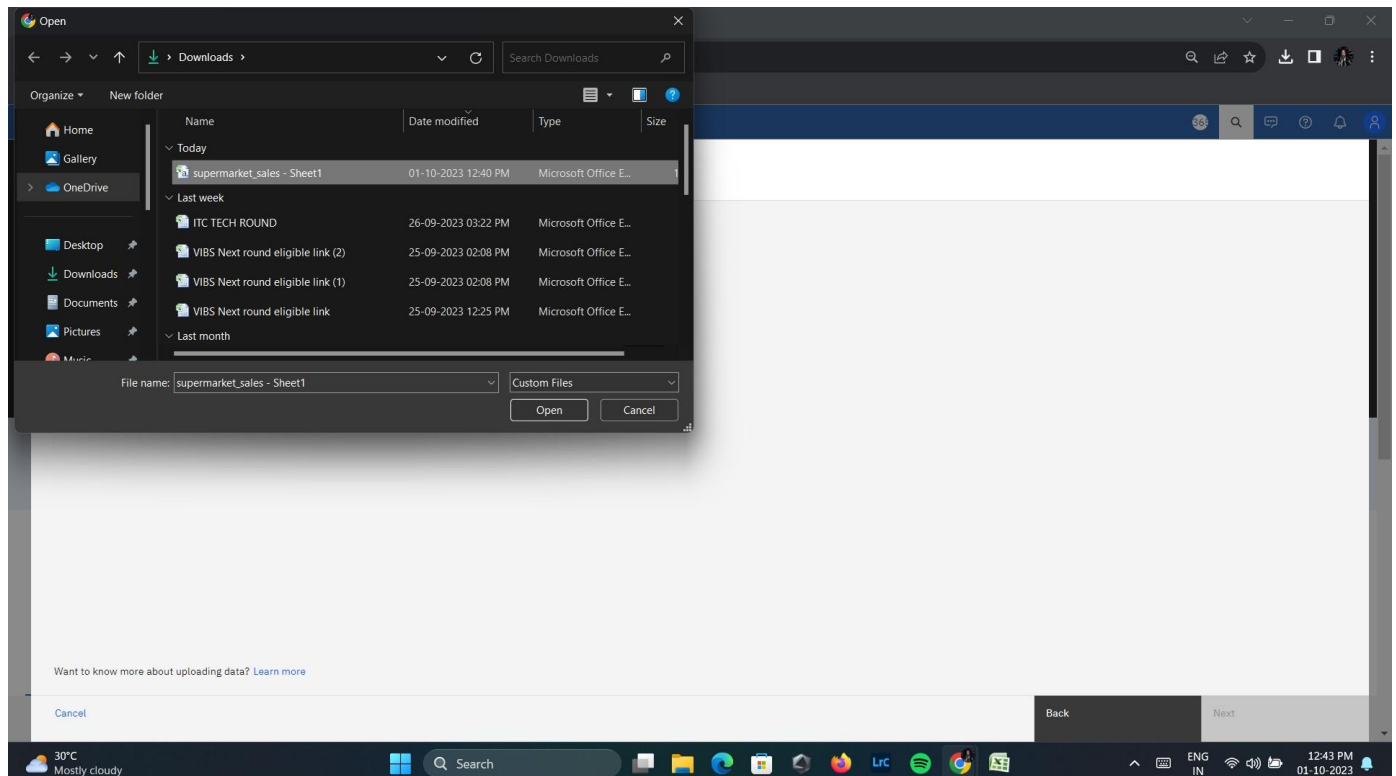 Open
Downloads
Search Downloads
Organize
New folder
Home
Gallery
OneDrive
Desktop
Downloads
Documents
Pictures
Music
Name
Date modified
Type
Size
Today
supermarket_sales - Sheet1 01-10-2023 12:40 PM Microsoft Office E... 1
Last week
ITC TECH ROUND 26-09-2023 03:22 PM Microsoft Office E...
VIBS Next round eligible link (2) 25-09-2023 02:08 PM Microsoft Office E...
VIBS Next round eligible link (1) 25-09-2023 02:08 PM Microsoft Office E...
VIBS Next round eligible link 25-09-2023 12:25 PM Microsoft Office E...
Last month
File name: supermarket_sales - Sheet1
Custom Files
Open
Cancel
Want to know more about uploading data? Learn more
Cancel
Back
Next
30°C
Mostly cloudy
Search
LrC
ENG
IN
12:43 PM
01-10-2023